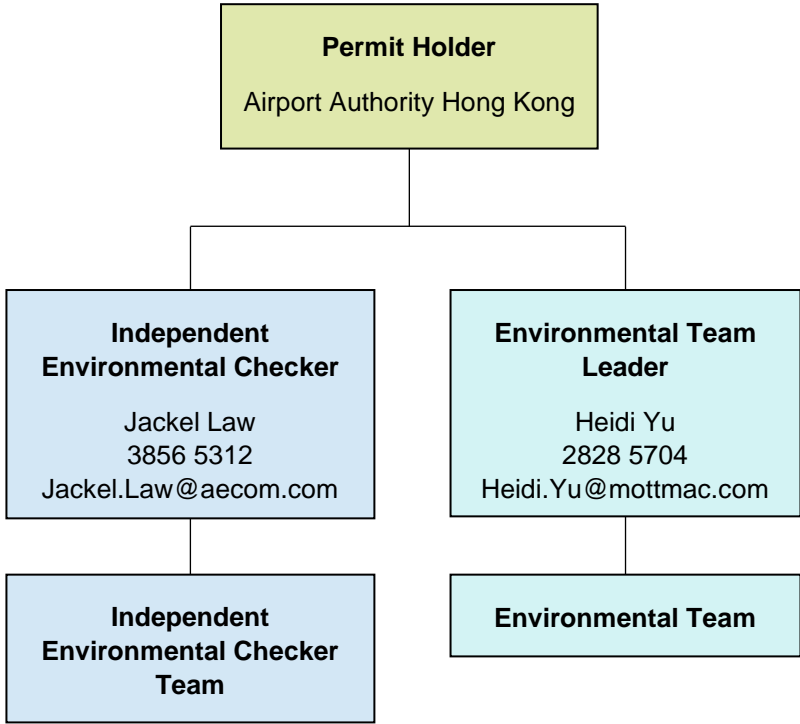 Permit Holder
Airport Authority Hong Kong
Independent
Environmental Checker
Jackel Law
3856 5312
Jackel.Law@aecom.com
Environmental Team
Leader
Heidi Yu
2828 5704
Heidi.Yu@mottmac.com
Independent
Environmental Checker
Team
Environmental Team